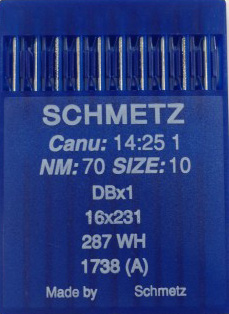 SCHMETZ
Canu: 14:25 1
NM: 70 SIZE: 10
DBx1
16x231
287 WH
1738 (A)
Made by Schmetz